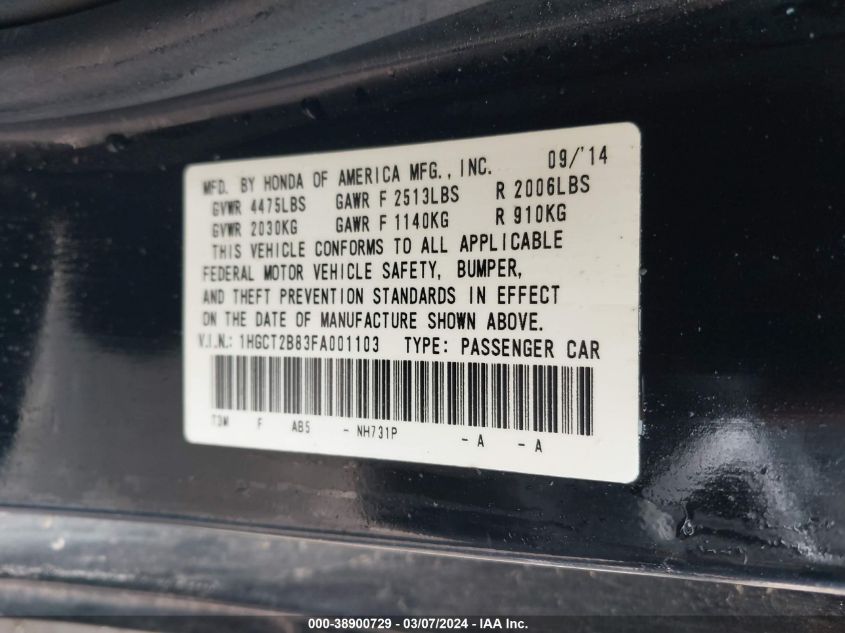 MFD. BY HONDA OF AMERICA MFG., INC. 09/'14
GVWR 4475LBS GAWR F 2513LBS R 2006LBS
GVWR 2030KG GAWR F 1140KG R 910KG
THIS VEHICLE CONFORMS TO ALL APPLICABLE
FEDERAL MOTOR VEHICLE SAFETY, BUMPER,
AND THEFT PREVENTION STANDARDS IN EFFECT
ON THE DATE OF MANUFACTURE SHOWN ABOVE.
V.I.N.: 1HGCT2B83FA001103 TYPE: PASSENGER CAR
T3M F AB5 - NH731P - A - A
000-38900729 — 03/07/2024 — IAA Inc.